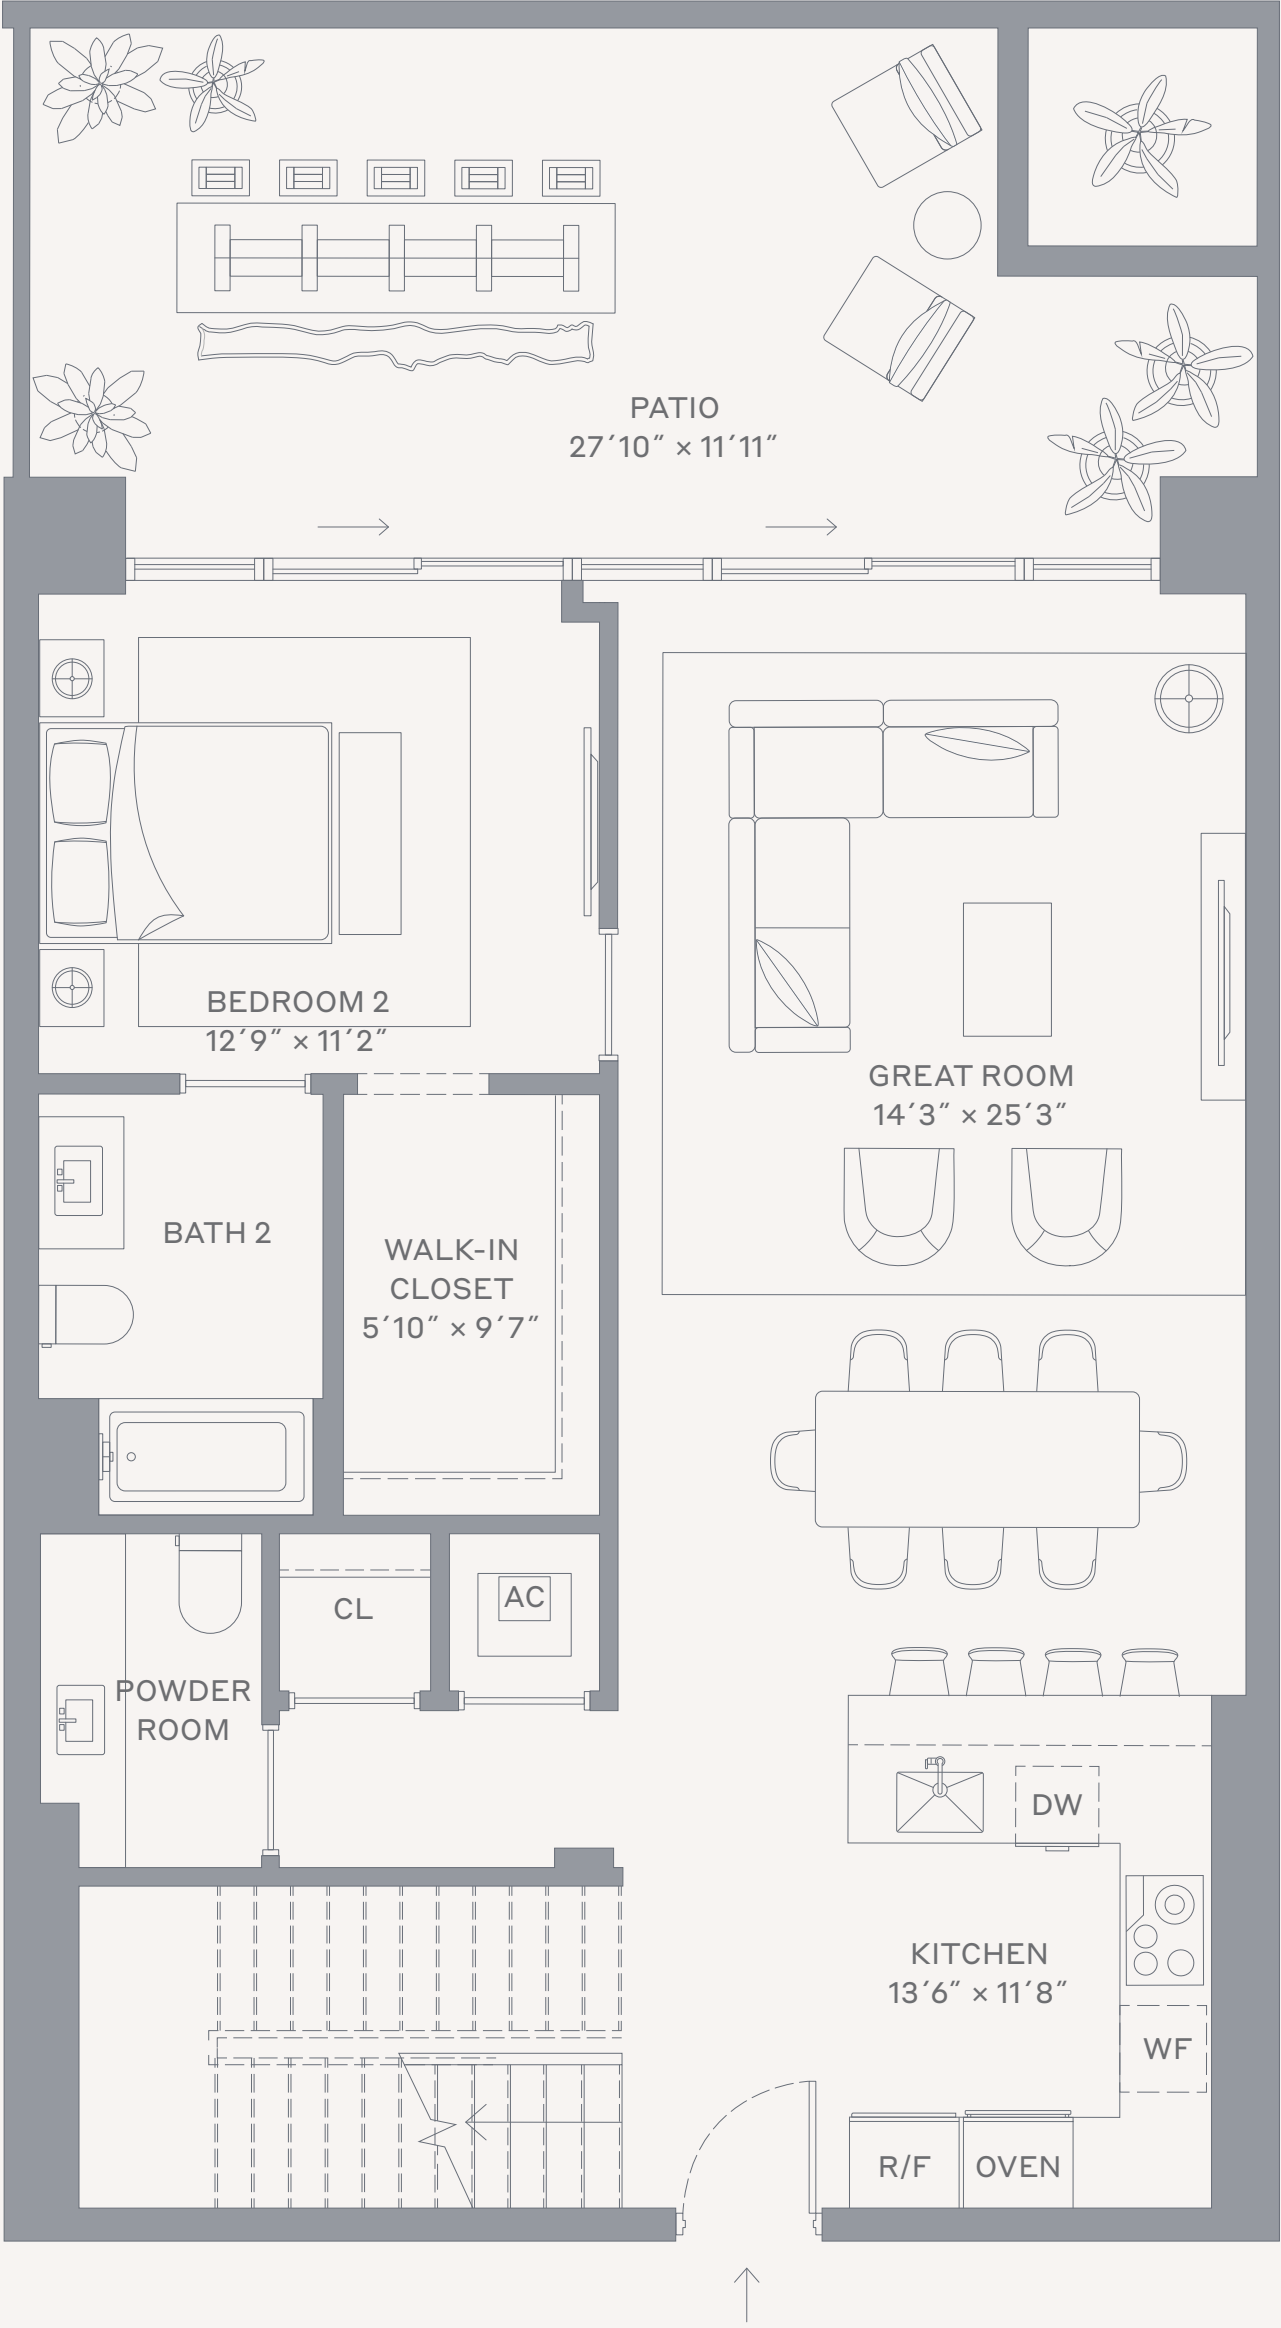 PATIO
27′10″ × 11′11″
BEDROOM 2
12′9″ × 11′2″
GREAT ROOM
14′3″ × 25′3″
BATH 2
WALK-IN
CLOSET
5′10″ × 9′7″
CL
AC
POWDER
ROOM
DW
KITCHEN
13′6″ × 11′8″
WF
R/F
OVEN